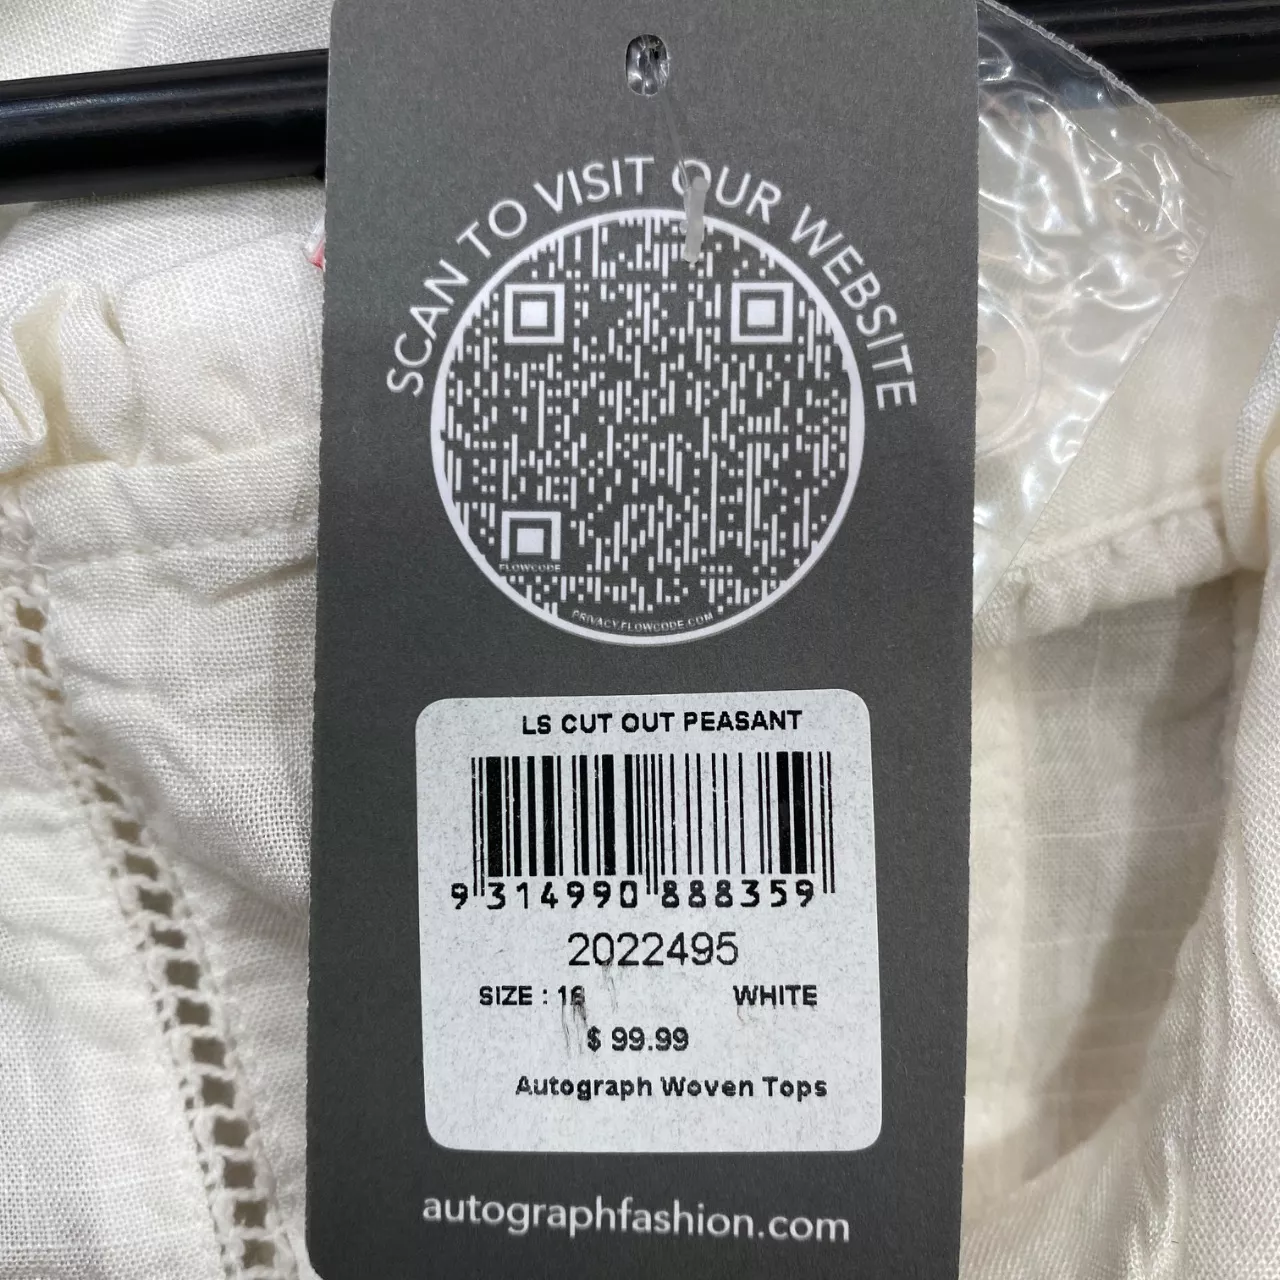 SCAN TO VISIT OUR WEBSITE
FLOWCODE
PRIVACY.FLOWCODE.COM
LS CUT OUT PEASANT
9 314990 888359
2022495
SIZE : WHITE
$ 99.99
Autograph Woven Tops
autographfashion.com